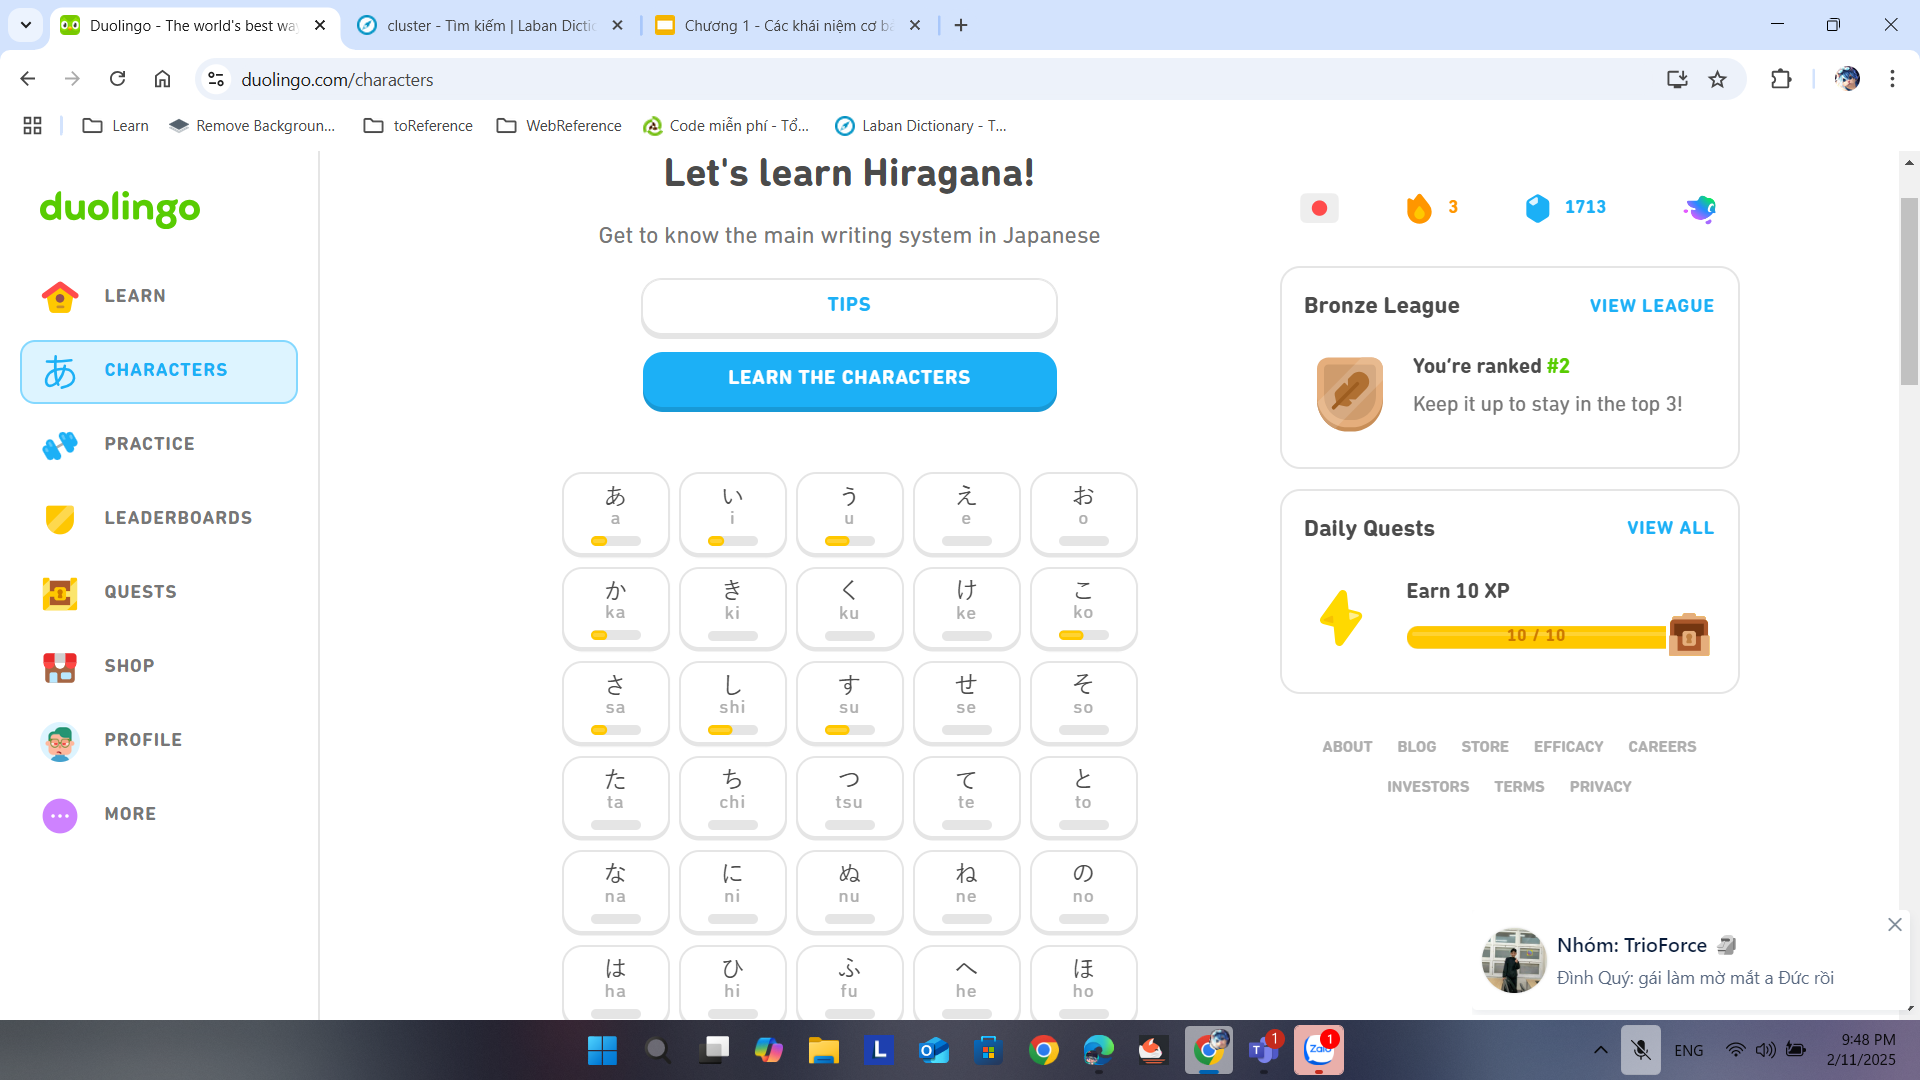 Duolingo - The world's best wa
cluster - Tìm kiếm | Laban Dictio
Chương 1 - Các khái niệm cơ bả
duolingo.com/characters
Learn
Remove Backgroun...
toReference
WebReference
Code miễn phí - Tổ...
Laban Dictionary - T...
duolingo
LEARN
あ
CHARACTERS
PRACTICE
LEADERBOARDS
QUESTS
SHOP
PROFILE
MORE
Let's learn Hiragana!
Get to know the main writing system in Japanese
TIPS
LEARN THE CHARACTERS
あ い う え お
a i u e o
か き く け こ
ka ki ku ke ko
さ し す せ そ
sa shi su se so
た ち つ て と
ta chi tsu te to
な に ぬ ね の
na ni nu ne no
は ひ ふ へ ほ
ha hi fu he ho
3
1713
Bronze League
VIEW LEAGUE
You're ranked #2
Keep it up to stay in the top 3!
Daily Quests
VIEW ALL
Earn 10 XP
10 / 10
ABOUT BLOG STORE EFFICACY CAREERS
INVESTORS TERMS PRIVACY
Nhóm: TrioForce 🗿
Đình Quý: gái làm mờ mắt a Đức rồi
L
1
Zalo
1
ENG
9:48 PM
2/11/2025